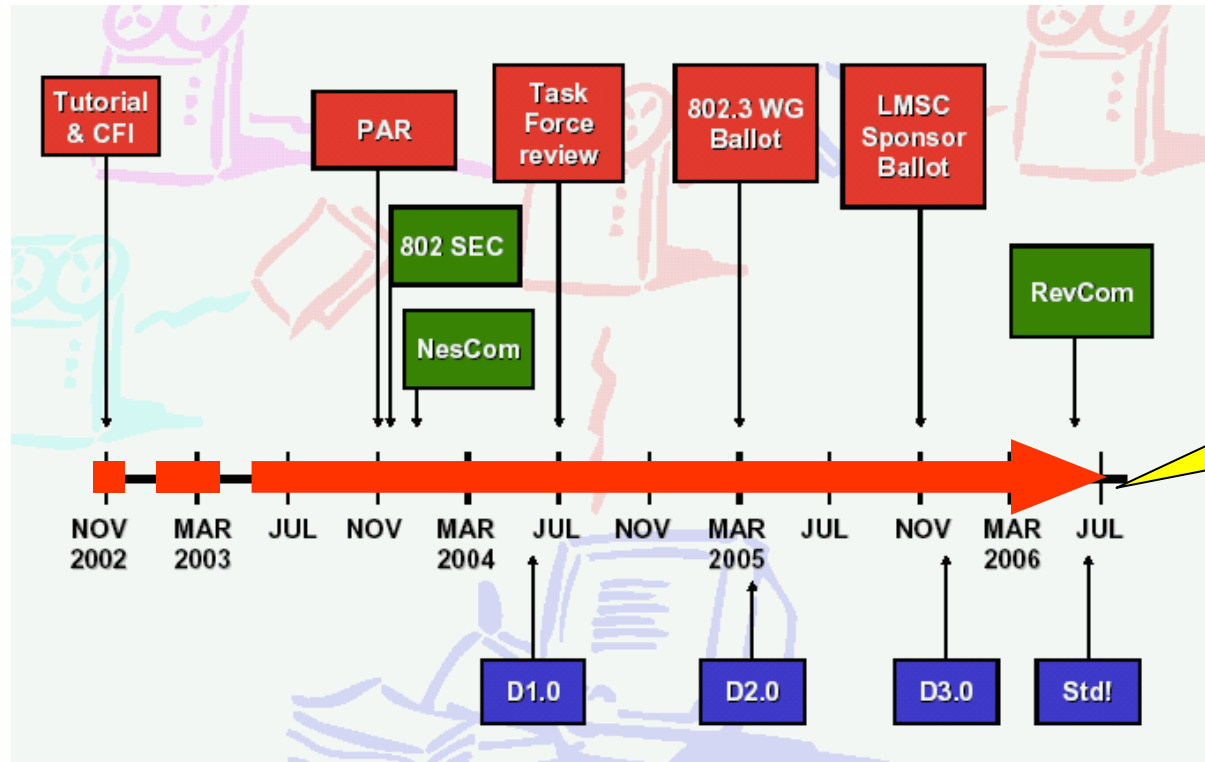 Tutorial
& CFI
PAR
Task
Force
review
802.3 WG
Ballot
LMSC
Sponsor
Ballot
802 SEC
NesCom
RevCom
NOV MAR JUL NOV MAR JUL NOV MAR JUL NOV MAR JUL
2002 2003 2004 2005 2006
D1.0 D2.0 D3.0 Std!